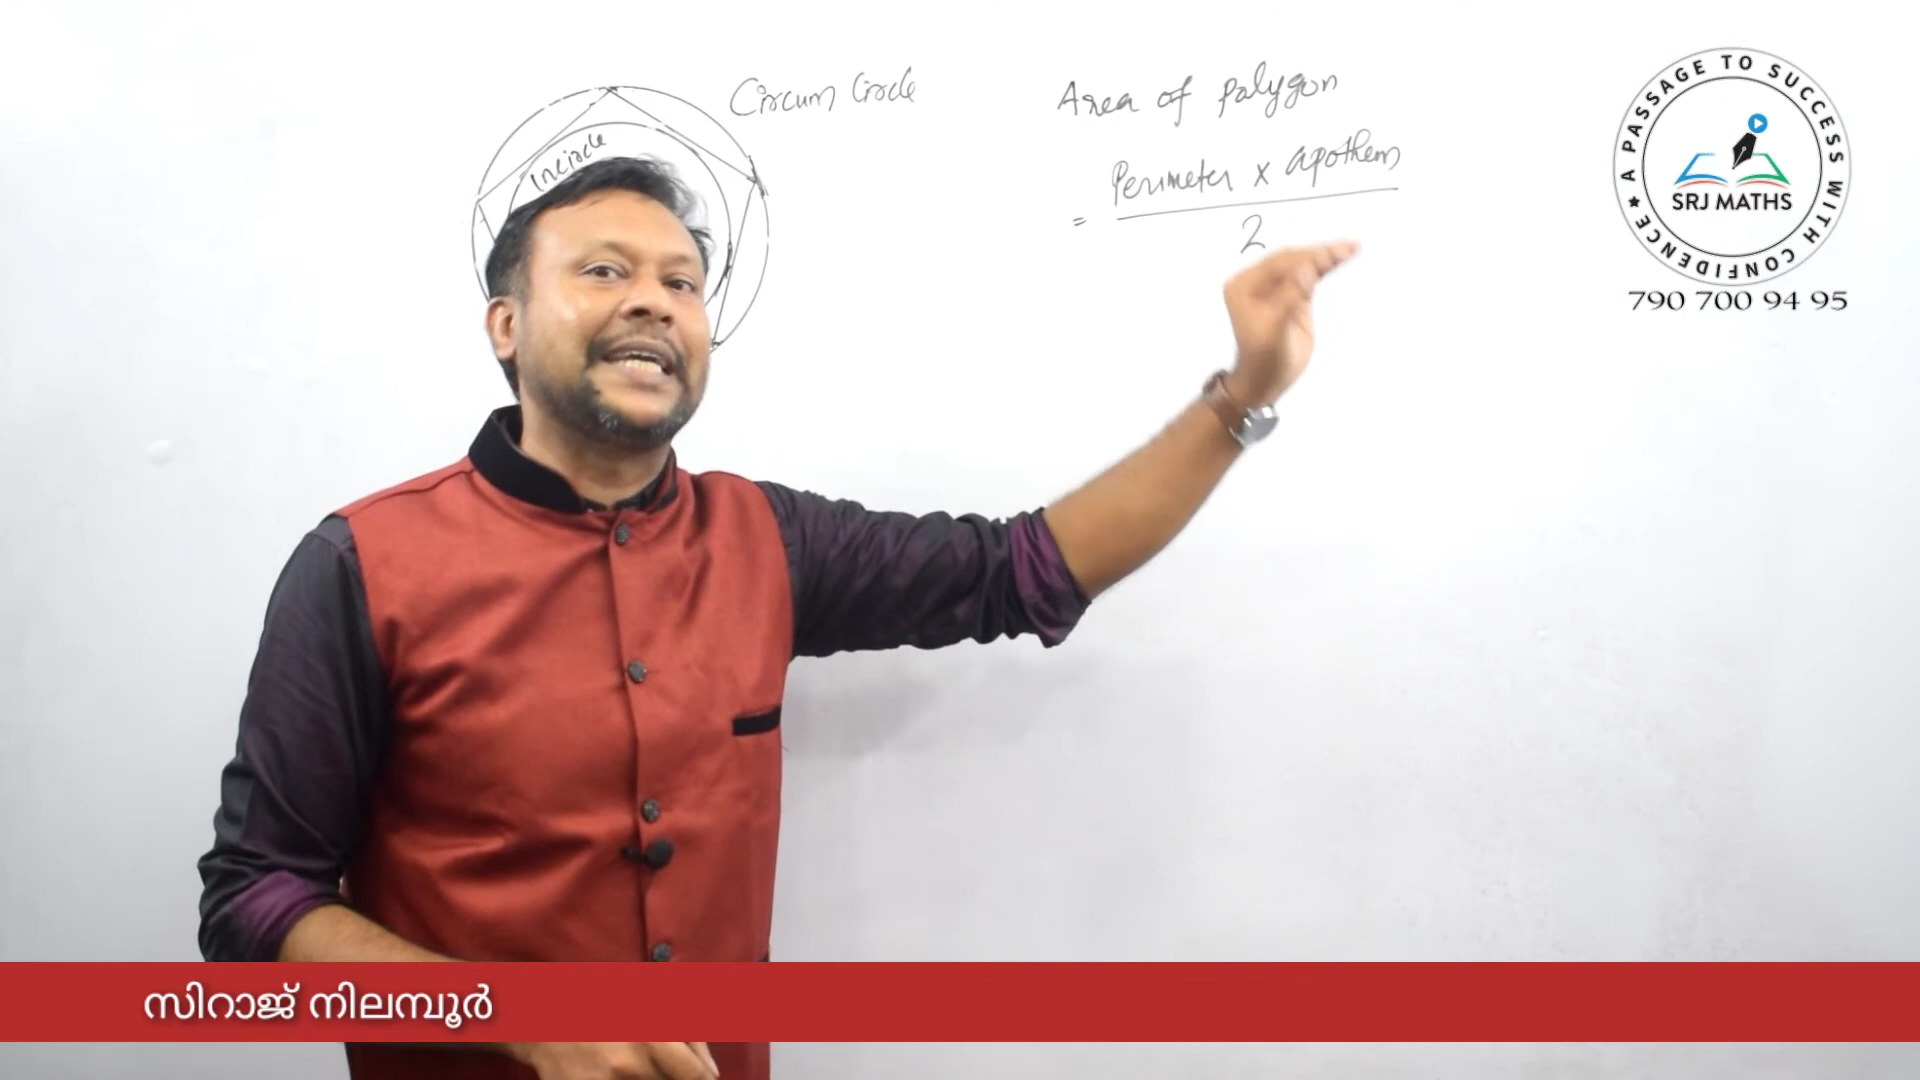 Circum Circle
Incircle
Area of polygon
= Perimeter x apothem
2
A PASSAGE TO SUCCESS WITH CONFIDENCE ★
SRJ MATHS
790 700 94 95
സിറാജ് നിലമ്പൂർ